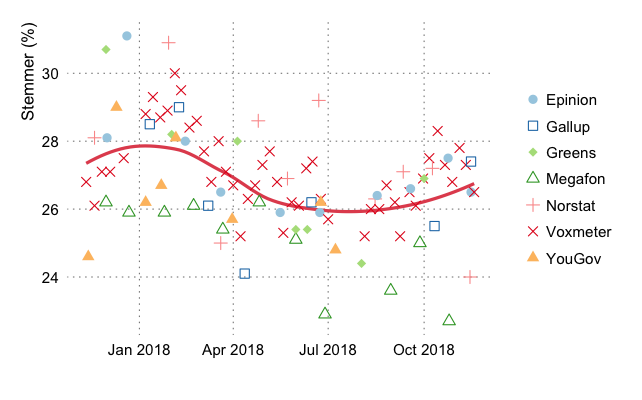 Stemmer (%)
30
28
26
24
Jan 2018 Apr 2018 Jul 2018 Oct 2018
Epinion
Gallup
Greens
Megafon
Norstat
Voxmeter
YouGov